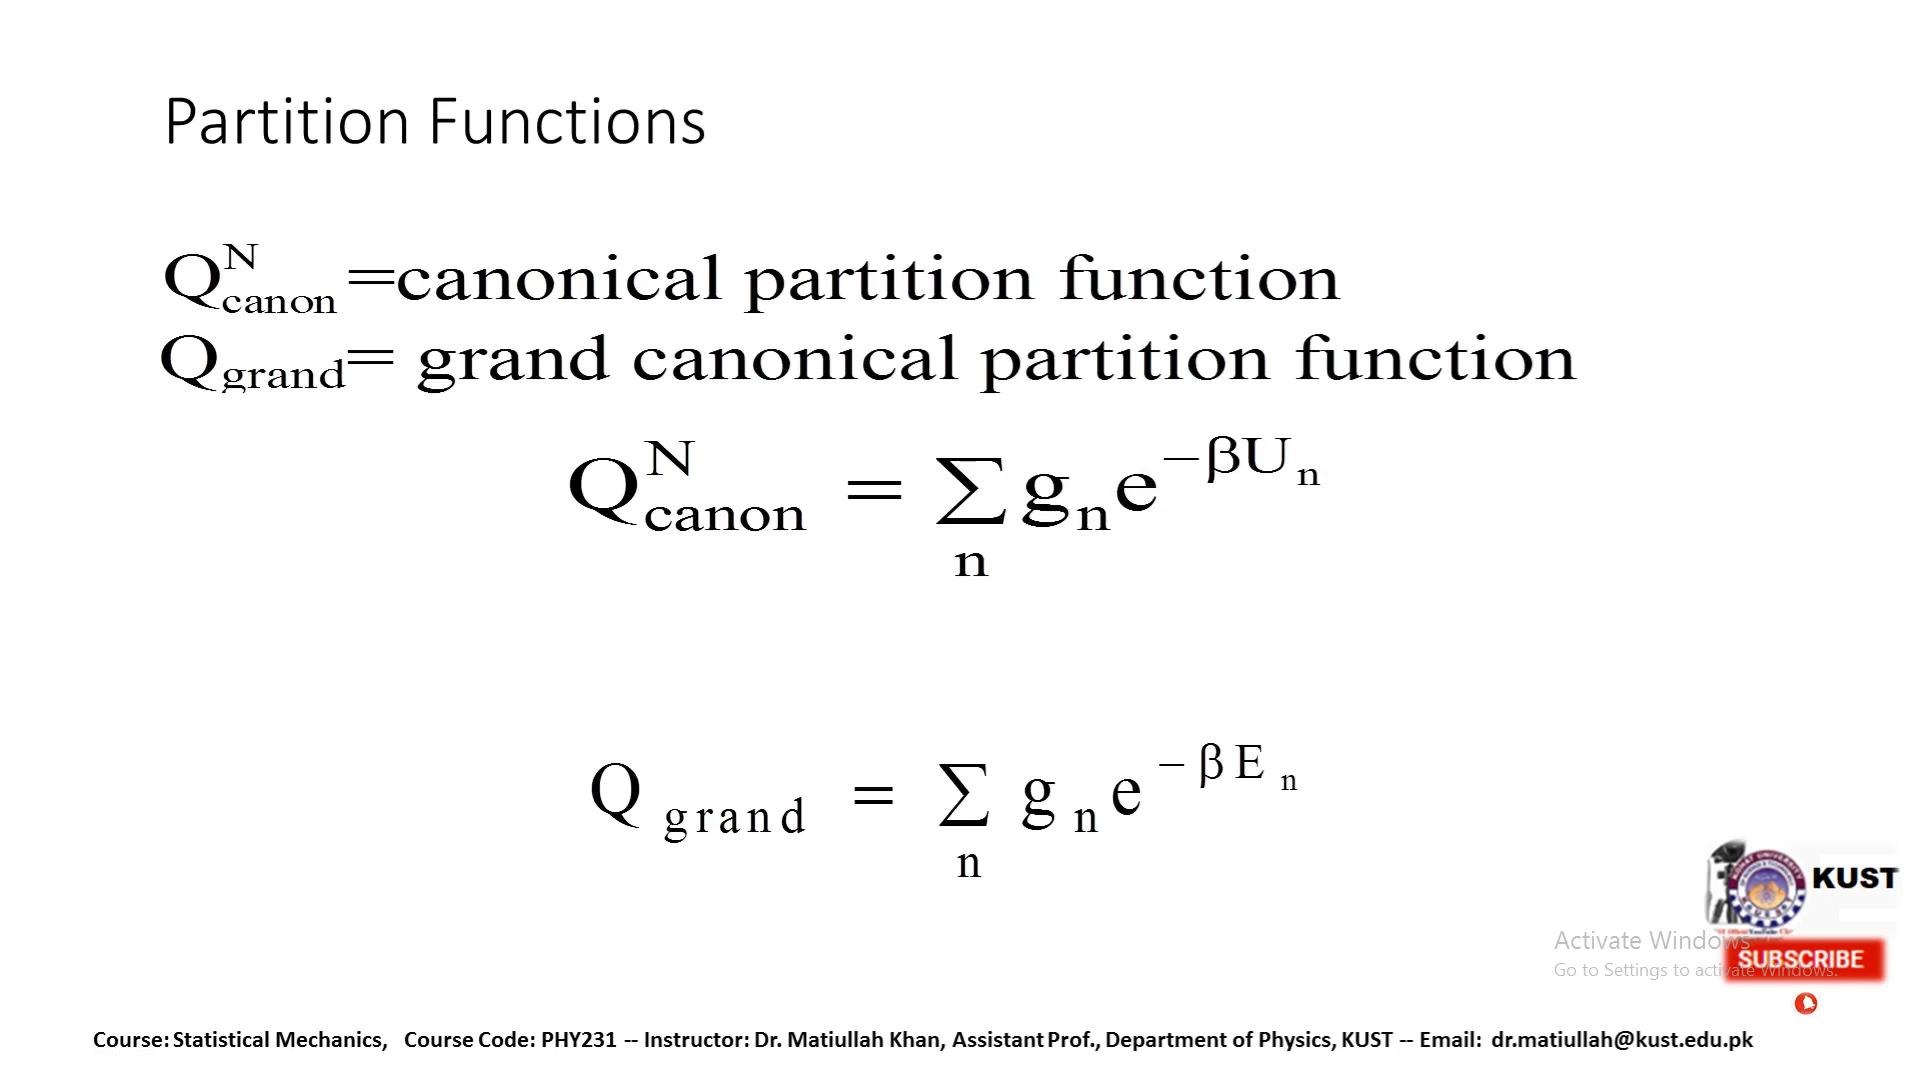 Partition Functions
Q^N_canon =canonical partition function
Q_grand= grand canonical partition function
Q^N_canon = ∑_n g_n e^{−βU_n}
Q_grand = ∑_n g_n e^{−βE_n}
KUST
Activate Windows
SUBSCRIBE
Go to Settings to activate Windows.
Course: Statistical Mechanics, Course Code: PHY231 -- Instructor: Dr. Matiullah Khan, Assistant Prof., Department of Physics, KUST -- Email: dr.matiullah@kust.edu.pk